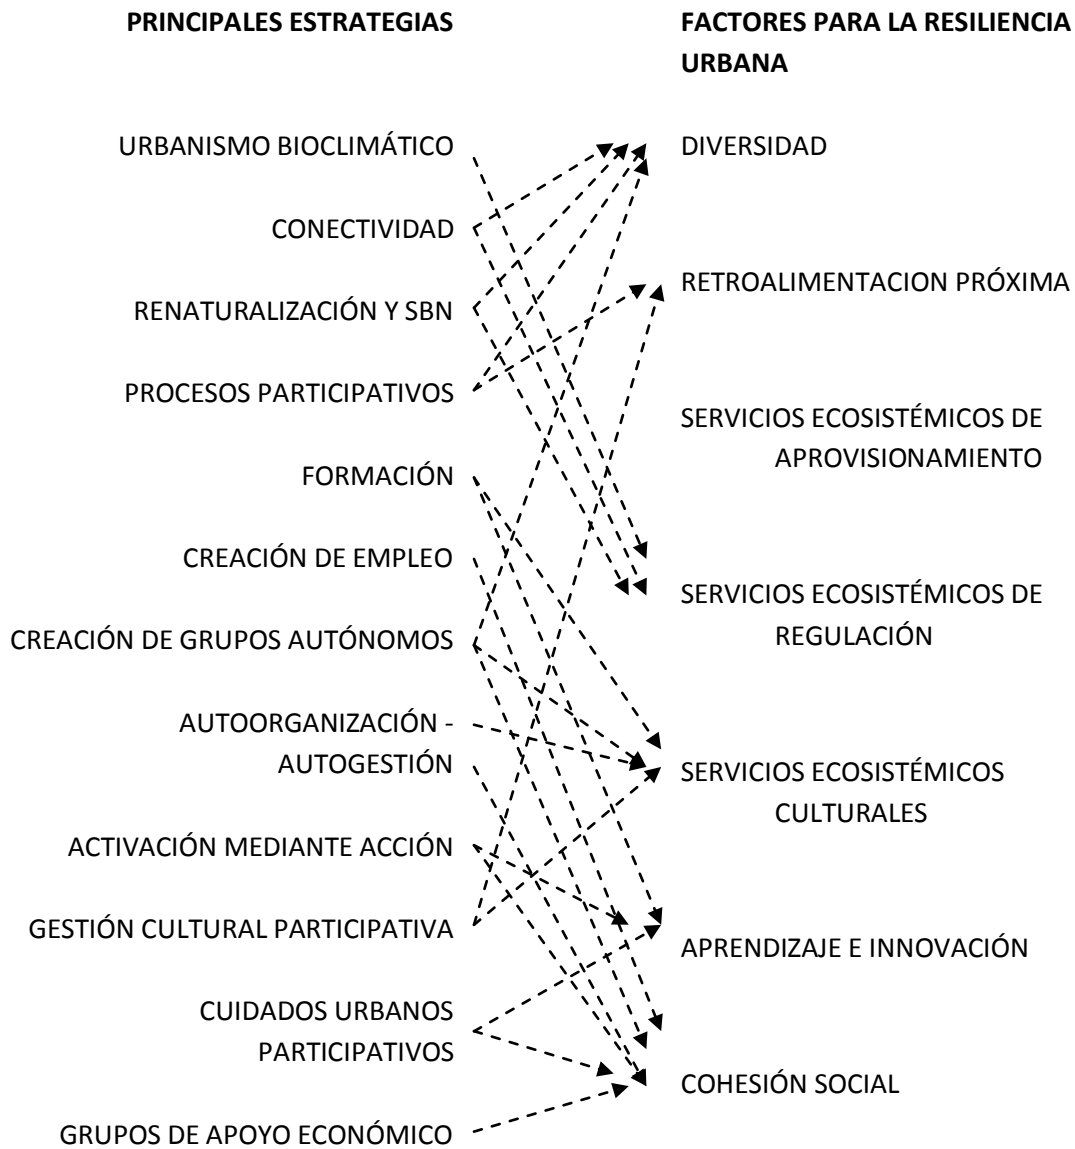 PRINCIPALES ESTRATEGIAS
URBANISMO BIOCLIMÁTICO
CONECTIVIDAD
RENATURALIZACIÓN Y SBN
PROCESOS PARTICIPATIVOS
FORMACIÓN
CREACIÓN DE EMPLEO
CREACIÓN DE GRUPOS AUTÓNOMOS
AUTOORGANIZACIÓN -
AUTOGESTIÓN
ACTIVACIÓN MEDIANTE ACCIÓN
GESTIÓN CULTURAL PARTICIPATIVA
CUIDADOS URBANOS
PARTICIPATIVOS
GRUPOS DE APOYO ECONÓMICO
FACTORES PARA LA RESILIENCIA
URBANA
DIVERSIDAD
RETROALIMENTACION PRÓXIMA
SERVICIOS ECOSISTÉMICOS DE
APROVISIONAMIENTO
SERVICIOS ECOSISTÉMICOS DE
REGULACIÓN
SERVICIOS ECOSISTÉMICOS
CULTURALES
APRENDIZAJE E INNOVACIÓN
COHESIÓN SOCIAL